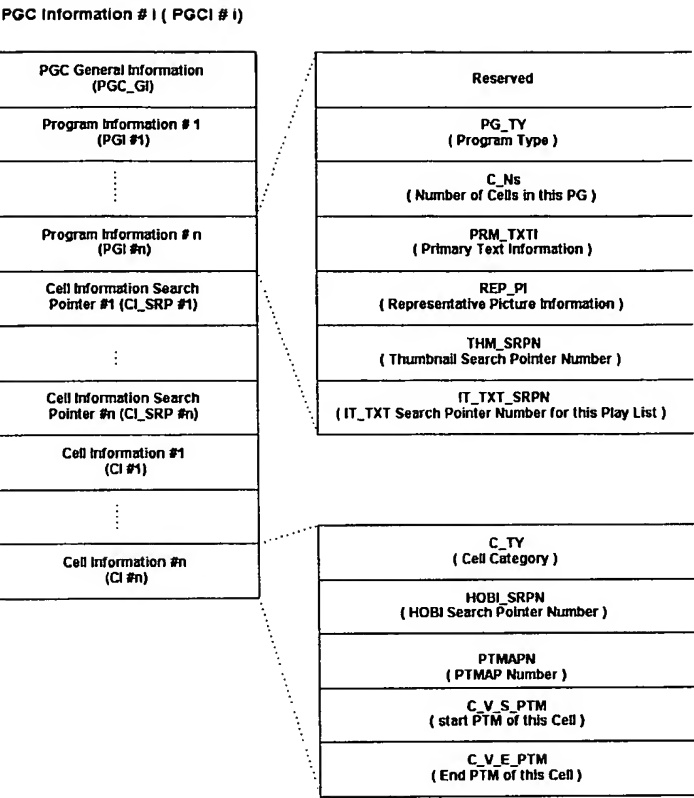 PGC Information # i ( PGCI # i)
PGC General Information
(PGC_GI)
Program Information # 1
(PGI #1)
Program Information # n
(PGI #n)
Cell Information Search
Pointer #1 (CI_SRP #1)
Cell Information Search
Pointer #n (CI_SRP #n)
Cell Information #1
(CI #1)
Cell Information #n
(CI #n)
Reserved
PG_TY
( Program Type )
C_Ns
( Number of Cells in this PG )
PRM_TXTI
( Primary Text Information )
REP_PI
( Representative Picture Information )
THM_SRPN
( Thumbnail Search Pointer Number )
IT_TXT_SRPN
( IT_TXT Search Pointer Number for this Play List )
C_TY
( Cell Category )
HOBI_SRPN
( HOBI Search Pointer Number )
PTMAPN
( PTMAP Number )
C_V_S_PTM
( start PTM of this Cell )
C_V_E_PTM
( End PTM of this Cell )